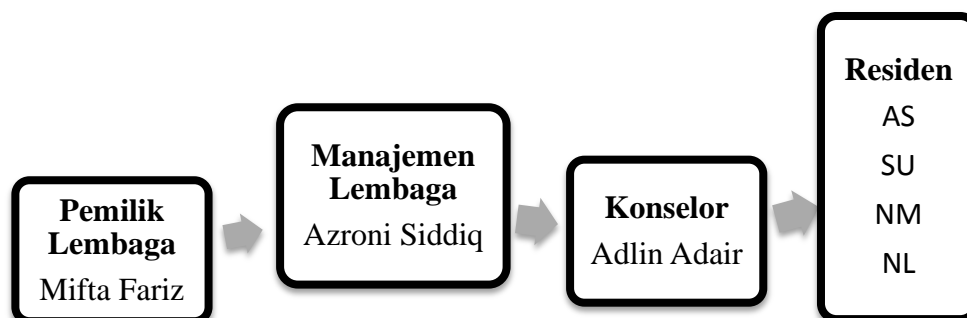 Pemilik
Lembaga
Mifta Fariz
Manajemen
Lembaga
Azroni Siddiq
Konselor
Adlin Adair
Residen
AS
SU
NM
NL